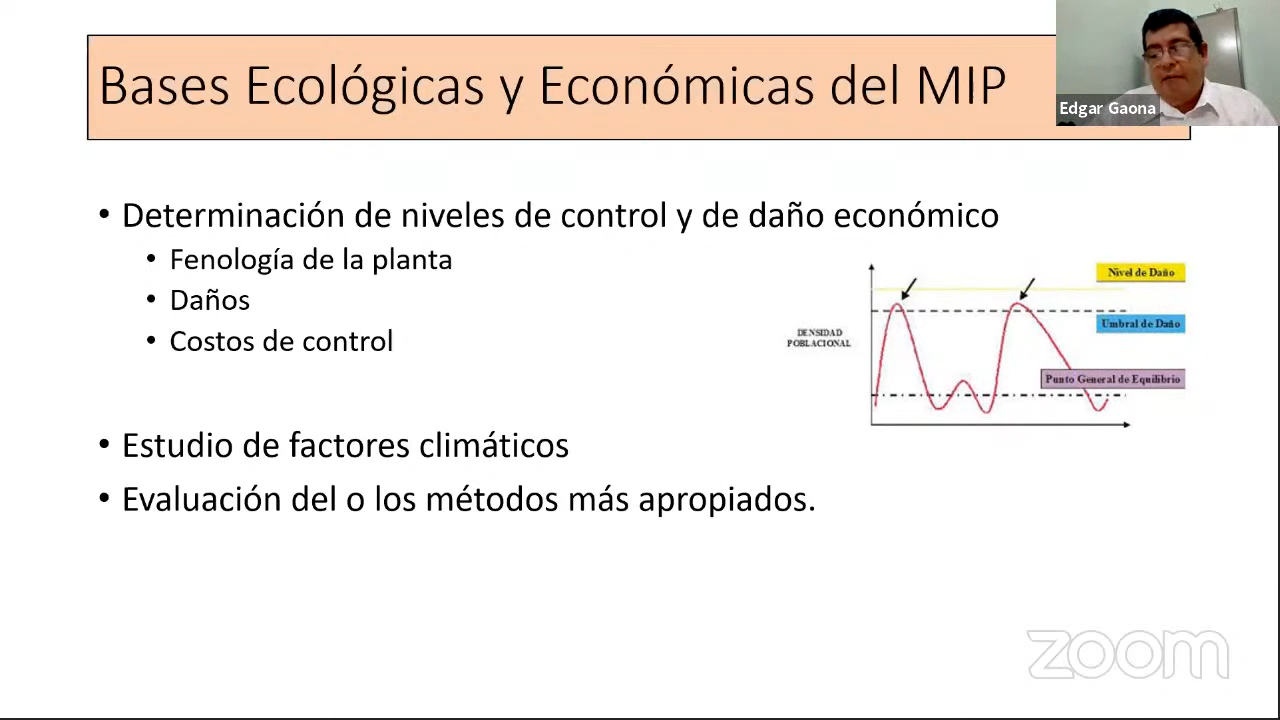 Bases Ecológicas y Económicas del MIP
Edgar Gaona
• Determinación de niveles de control y de daño económico
• Fenología de la planta
• Daños
• Costos de control
Nivel de Daño
Umbral de Daño
DENSIDAD
POBLACIONAL
Punto General de Equilibrio
• Estudio de factores climáticos
• Evaluación del o los métodos más apropiados.
zoom